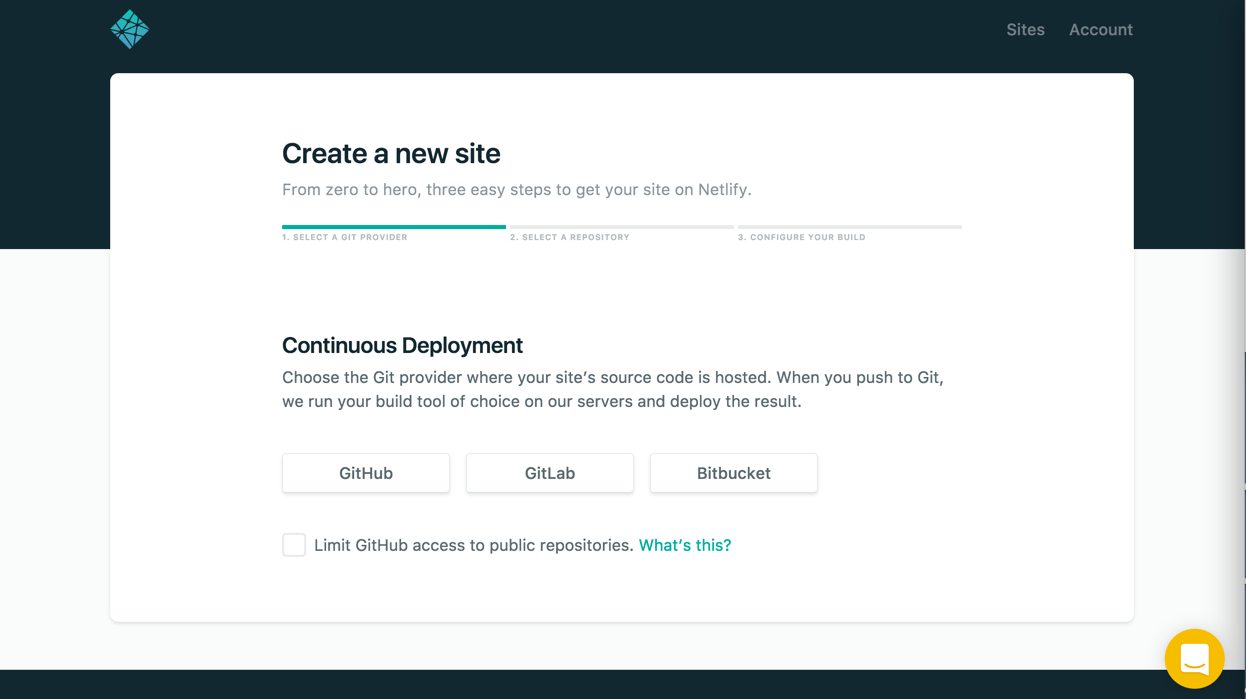 Sites Account
Create a new site
From zero to hero, three easy steps to get your site on Netlify.
1. SELECT A GIT PROVIDER 2. SELECT A REPOSITORY 3. CONFIGURE YOUR BUILD
Continuous Deployment
Choose the Git provider where your site’s source code is hosted. When you push to Git,
we run your build tool of choice on our servers and deploy the result.
GitHub GitLab Bitbucket
Limit GitHub access to public repositories. What’s this?